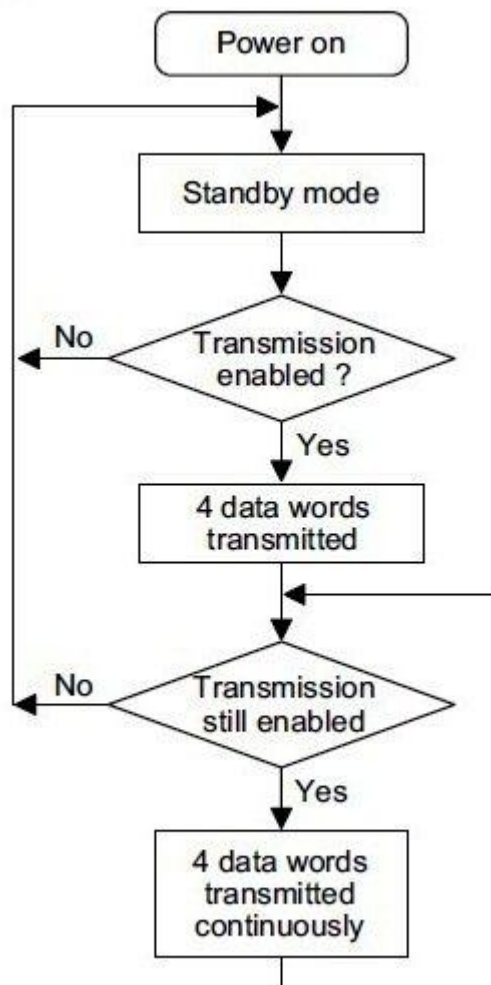 Power on
Standby mode
No
Transmission
enabled ?
Yes
4 data words
transmitted
No
Transmission
still enabled
Yes
4 data words
transmitted
continuously